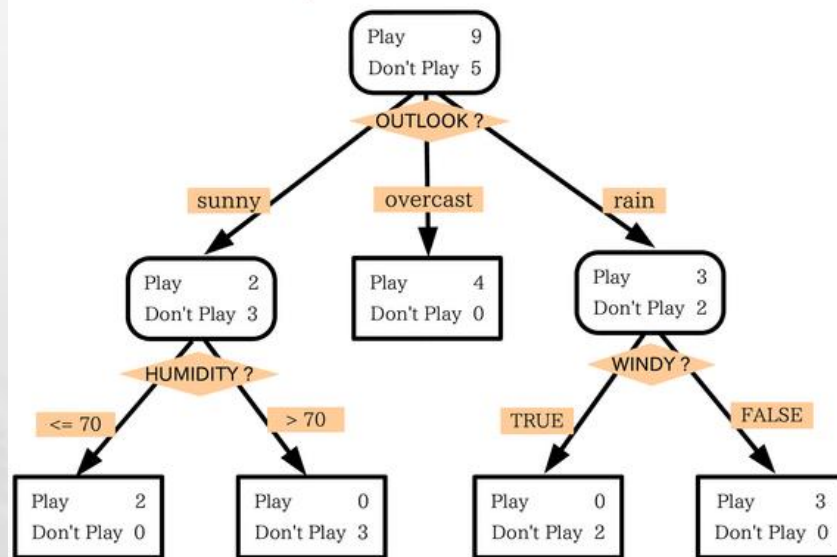 Play 9
Don't Play 5
OUTLOOK ?
sunny
overcast
rain
Play 2
Don't Play 3
Play 4
Don't Play 0
Play 3
Don't Play 2
HUMIDITY ?
WINDY ?
<= 70
> 70
TRUE
FALSE
Play 2
Don't Play 0
Play 0
Don't Play 3
Play 0
Don't Play 2
Play 3
Don't Play 0